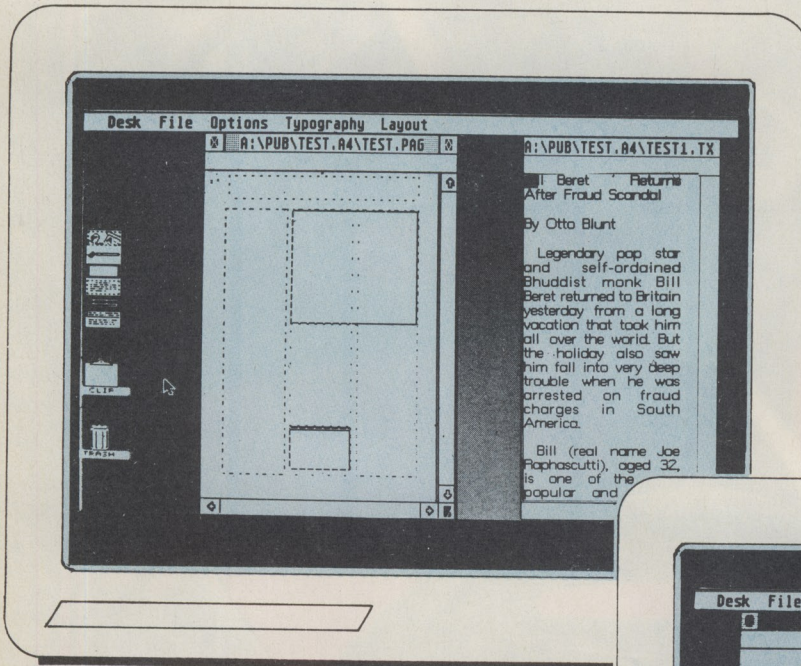 Desk File Options Typography Layout
A:\PUB\TEST.A4\TEST.PAG
A:\PUB\TEST.A4\TEST1.TX
l Beret Returns
After Fraud Scandal
By Otto Blunt
Legendary pop star
and self-ordained
Bhuddist monk Bill
Beret returned to Britain
yesterday from a long
vacation that took him
all over the world. But
the holiday also saw
him fall into very deep
trouble when he was
arrested on fraud
charges in South
America.
Bill (real name Joe
Raphascutti), aged 32,
is one of the
popular and
CLIP
TRASH
Desk File